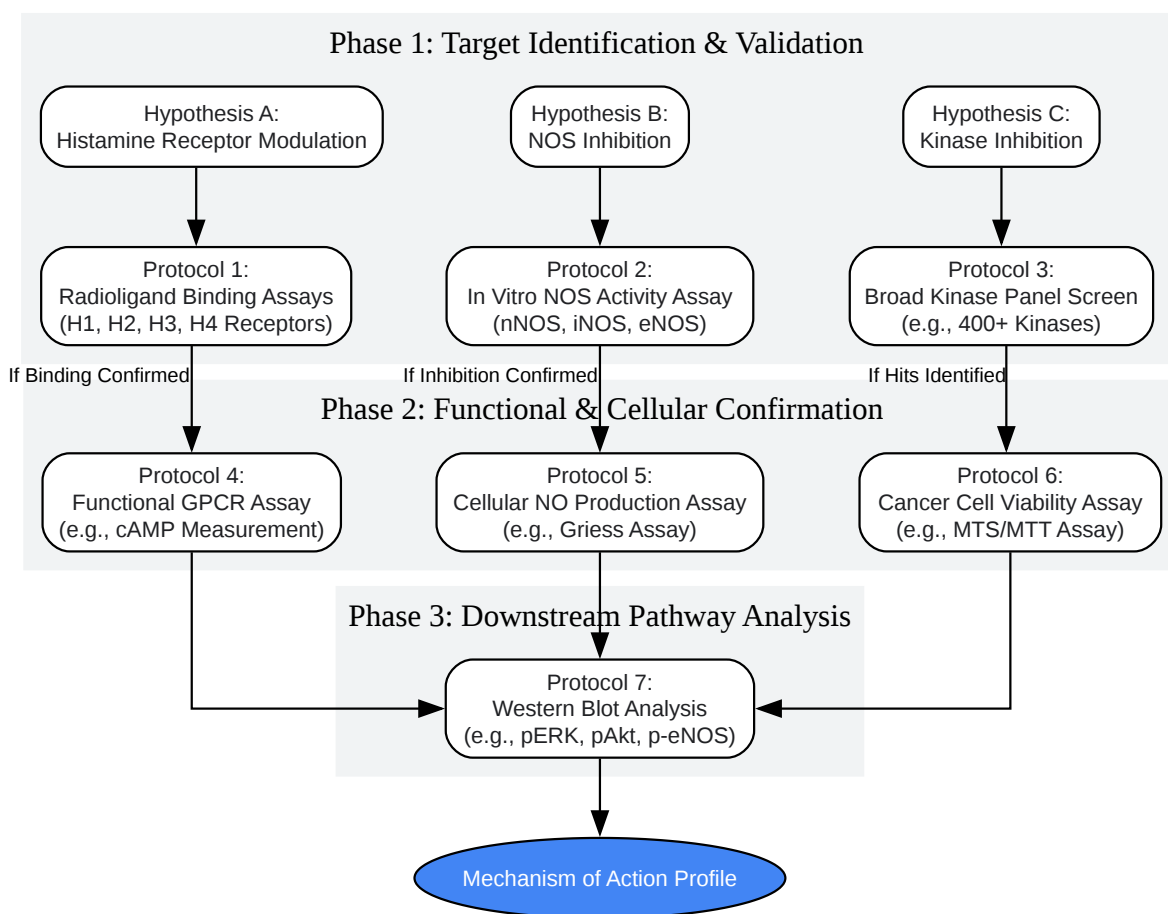 Phase 1: Target Identification & Validation
Hypothesis A:
Histamine Receptor Modulation
Hypothesis B:
NOS Inhibition
Hypothesis C:
Kinase Inhibition
Protocol 1:
Radioligand Binding Assays
(H1, H2, H3, H4 Receptors)
Protocol 2:
In Vitro NOS Activity Assay
(nNOS, iNOS, eNOS)
Protocol 3:
Broad Kinase Panel Screen
(e.g., 400+ Kinases)
If Binding Confirmed
If Inhibition Confirmed
If Hits Identified
Phase 2: Functional & Cellular Confirmation
Protocol 4:
Functional GPCR Assay
(e.g., cAMP Measurement)
Protocol 5:
Cellular NO Production Assay
(e.g., Griess Assay)
Protocol 6:
Cancer Cell Viability Assay
(e.g., MTS/MTT Assay)
Phase 3: Downstream Pathway Analysis
Protocol 7:
Western Blot Analysis
(e.g., pERK, pAkt, p-eNOS)
Mechanism of Action Profile